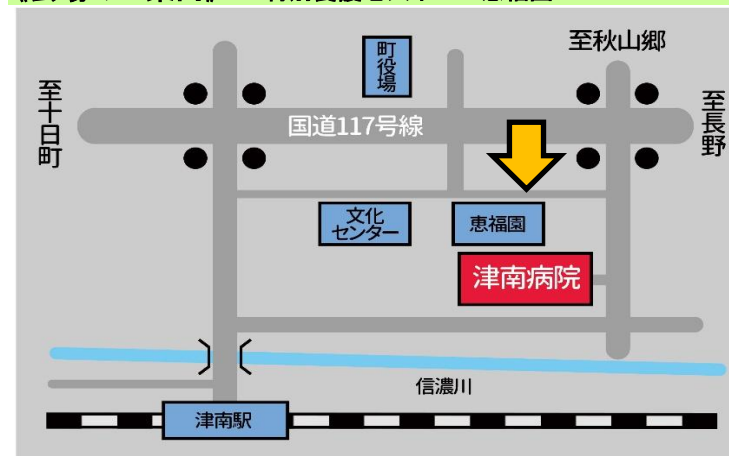 町役場
至秋山郷
至十日町
至長野
国道117号線
文化
センター
恵福園
津南病院
信濃川
津南駅